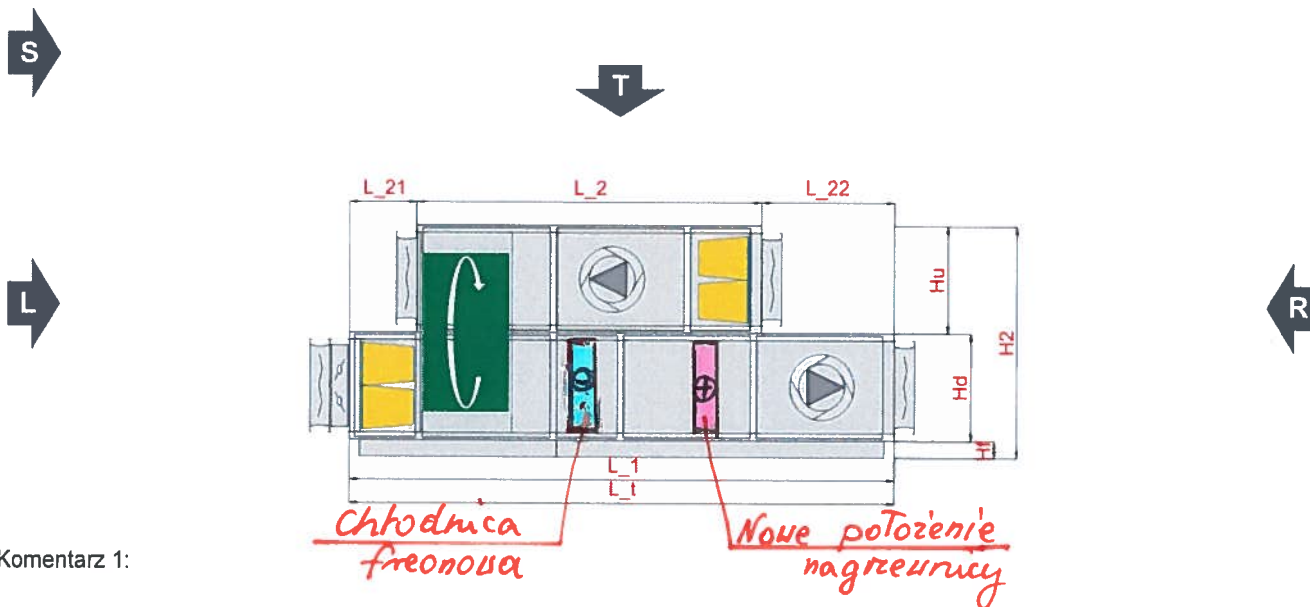 S
T
L_21
L_2
L_22
L
Hu
H2
R
Hd
Hf
L_1
L_t
Chłodnica
freonowa
Nowe położenie
nagrzewnicy
Komentarz 1: